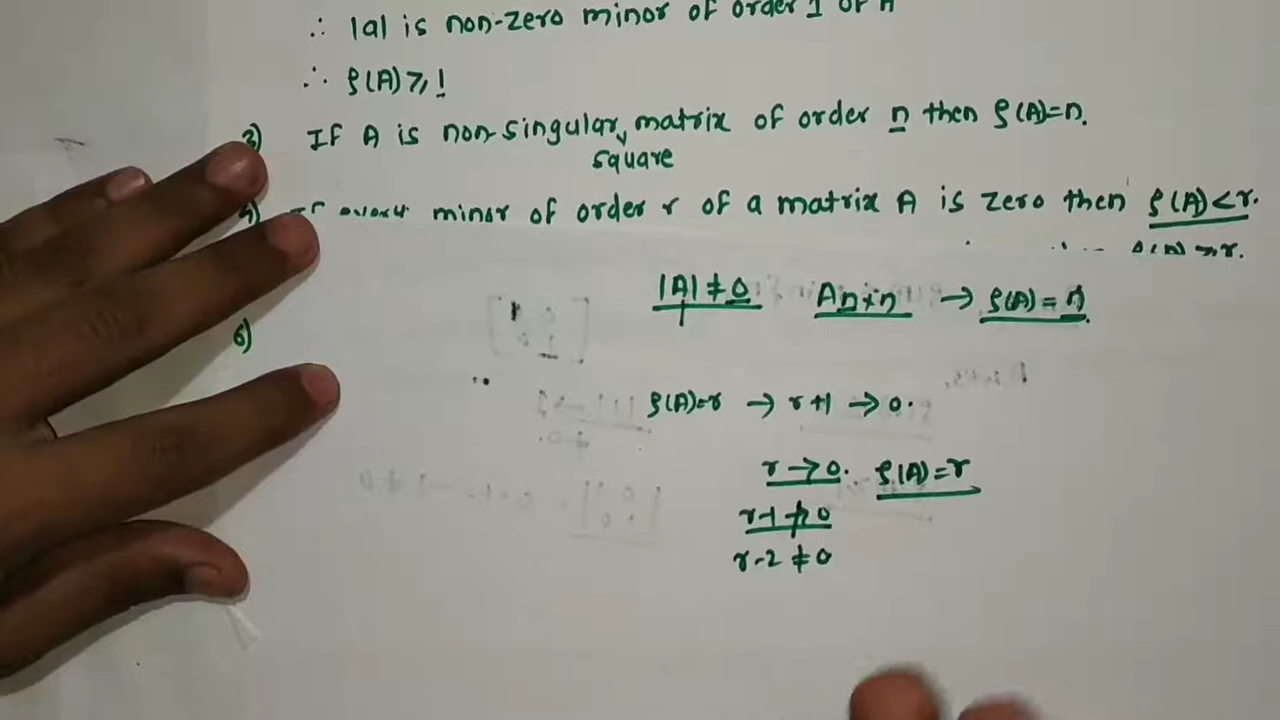 ∴ |a| is non-zero minor of order 1 of A
∴ ρ(A) ≥ 1
3) If A is non-singular, matrix of order n then ρ(A)=n.
square
minor of order r of a matrix A is zero then ρ(A)<r.
|A| ≠ 0 An×n → ρ(A) = n.
6)
ρ(A)=r → r+1 → 0.
r → 0. ρ(A)=r
r-1 ↛ 0
r-2 ≠ 0